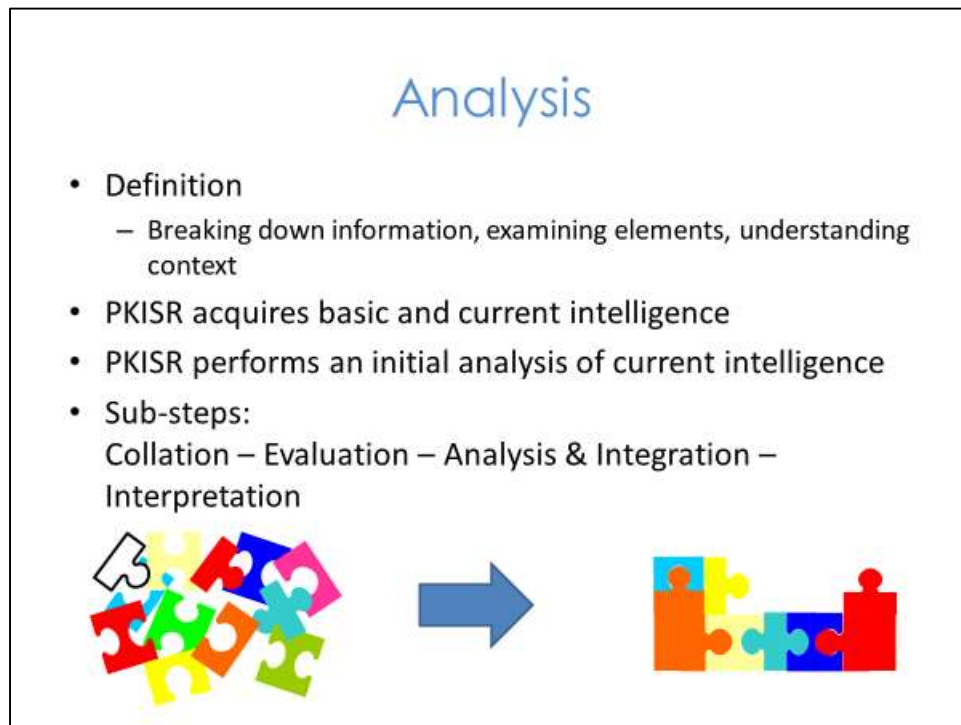 Analysis
• Definition
– Breaking down information, examining elements, understanding
context
• PKISR acquires basic and current intelligence
• PKISR performs an initial analysis of current intelligence
• Sub-steps:
Collation – Evaluation – Analysis & Integration –
Interpretation